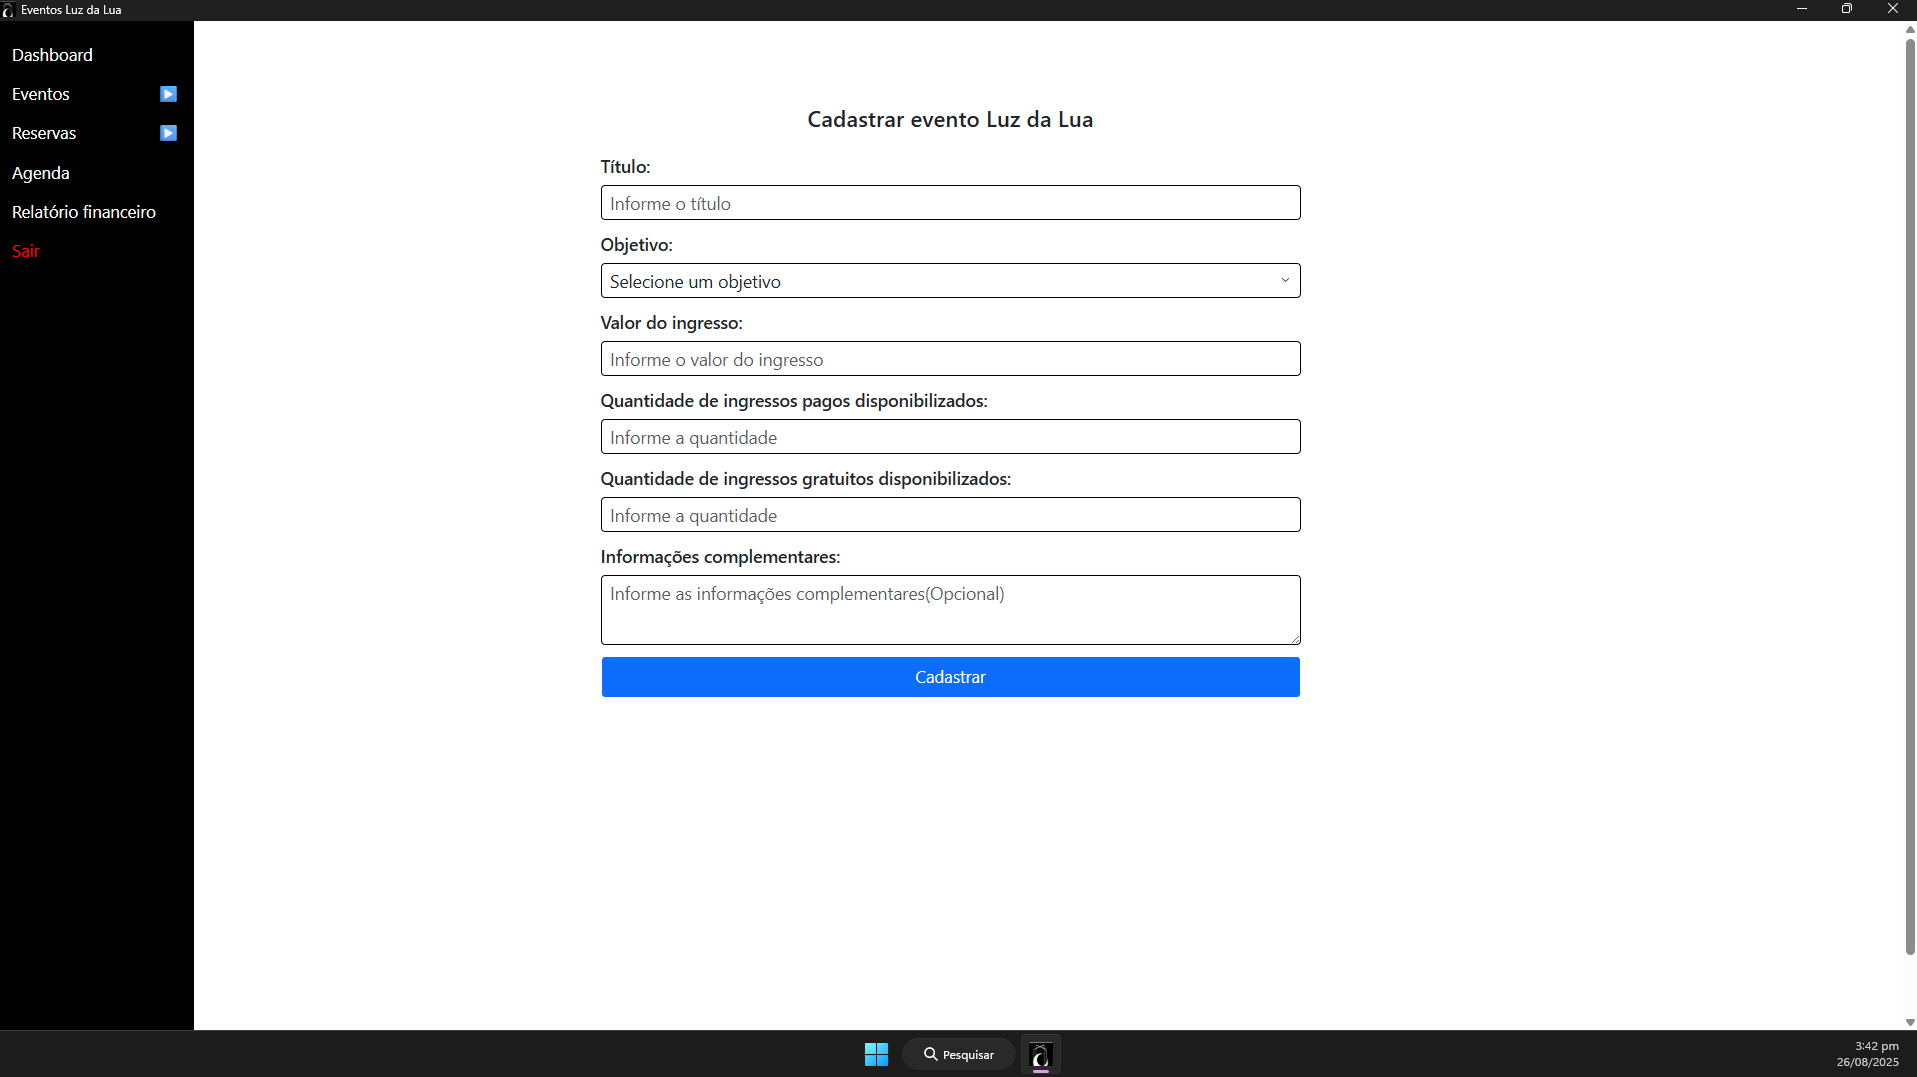 Eventos Luz da Lua
Dashboard
Eventos
Reservas
Agenda
Relatório financeiro
Sair
Cadastrar evento Luz da Lua
Título:
Informe o título
Objetivo:
Selecione um objetivo
Valor do ingresso:
Informe o valor do ingresso
Quantidade de ingressos pagos disponibilizados:
Informe a quantidade
Quantidade de ingressos gratuitos disponibilizados:
Informe a quantidade
Informações complementares:
Informe as informações complementares(Opcional)
Cadastrar
Pesquisar
3:42 pm
26/08/2025